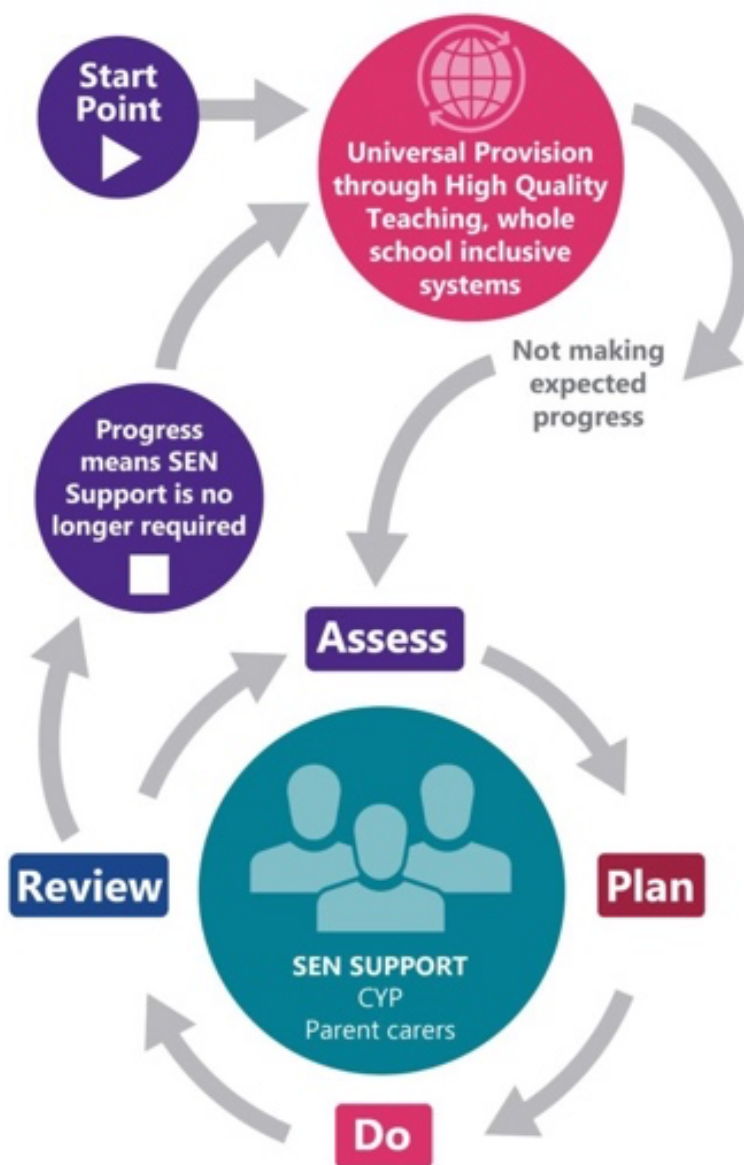 Start
Point
Universal Provision
through High Quality
Teaching, whole
school inclusive
systems
Not making
expected
progress
Progress
means SEN
Support is no
longer required
Assess
Review
Plan
SEN SUPPORT
CYP
Parent carers
Do